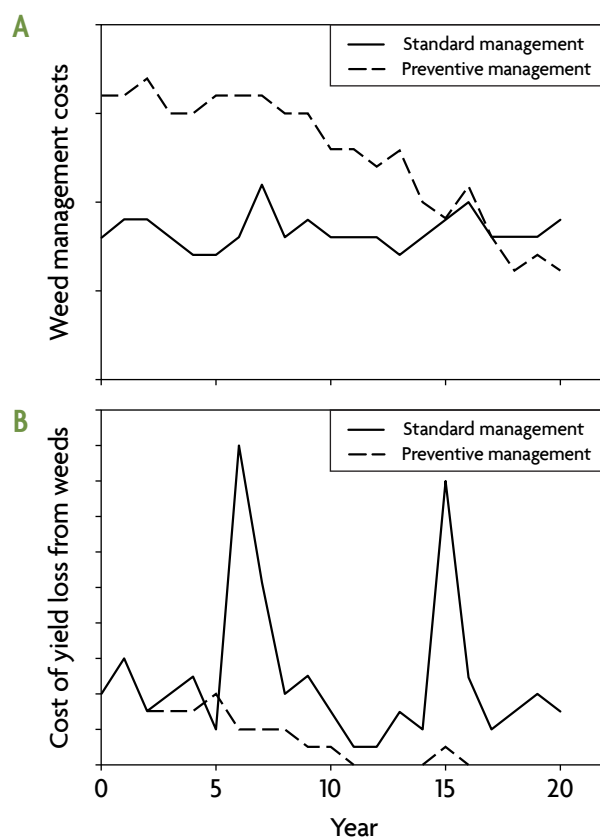 A
Standard management
Preventive management
Weed management costs
B
Standard management
Preventive management
Cost of yield loss from weeds
0 5 10 15 20
Year